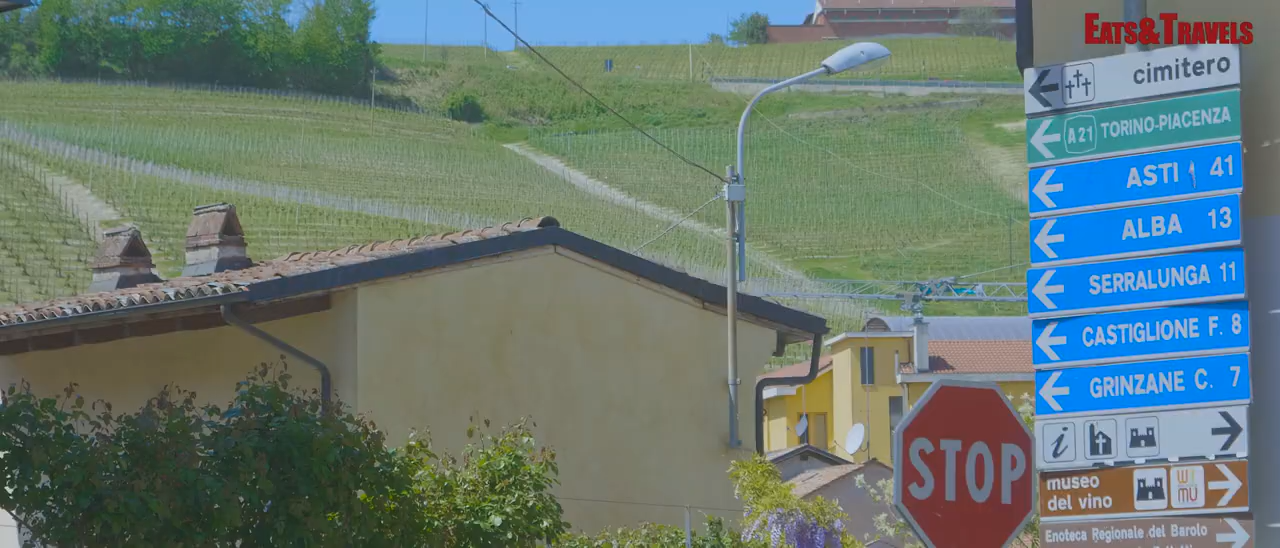 EATS&TRAVELS
cimitero
A21 TORINO-PIACENZA
ASTI 41
ALBA 13
SERRALUNGA 11
CASTIGLIONE F. 8
GRINZANE C. 7
i
STOP
museo
del vino
WiMU
Enoteca Regionale del Barolo